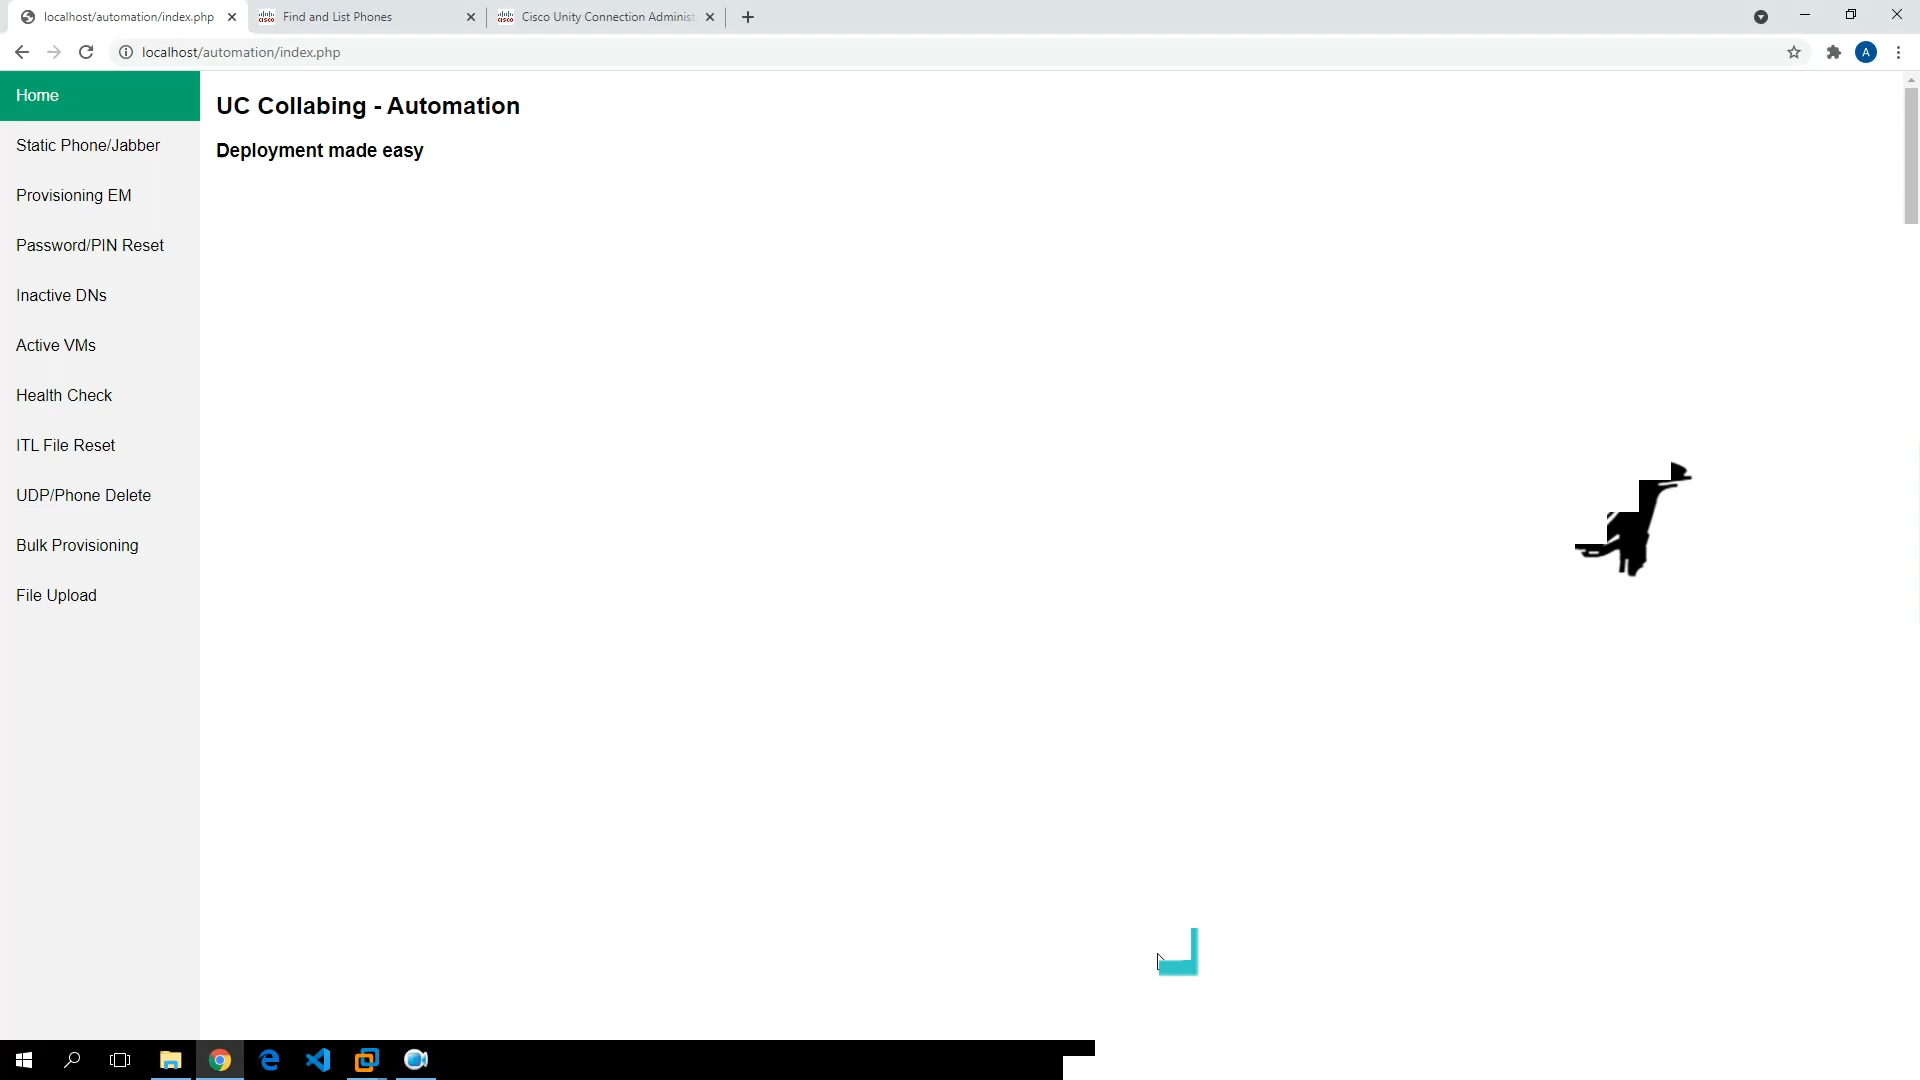 localhost/automation/index.php
Find and List Phones
Cisco Unity Connection Administ
localhost/automation/index.php
A
Home
Static Phone/Jabber
Provisioning EM
Password/PIN Reset
Inactive DNs
Active VMs
Health Check
ITL File Reset
UDP/Phone Delete
Bulk Provisioning
File Upload
UC Collabing - Automation
Deployment made easy